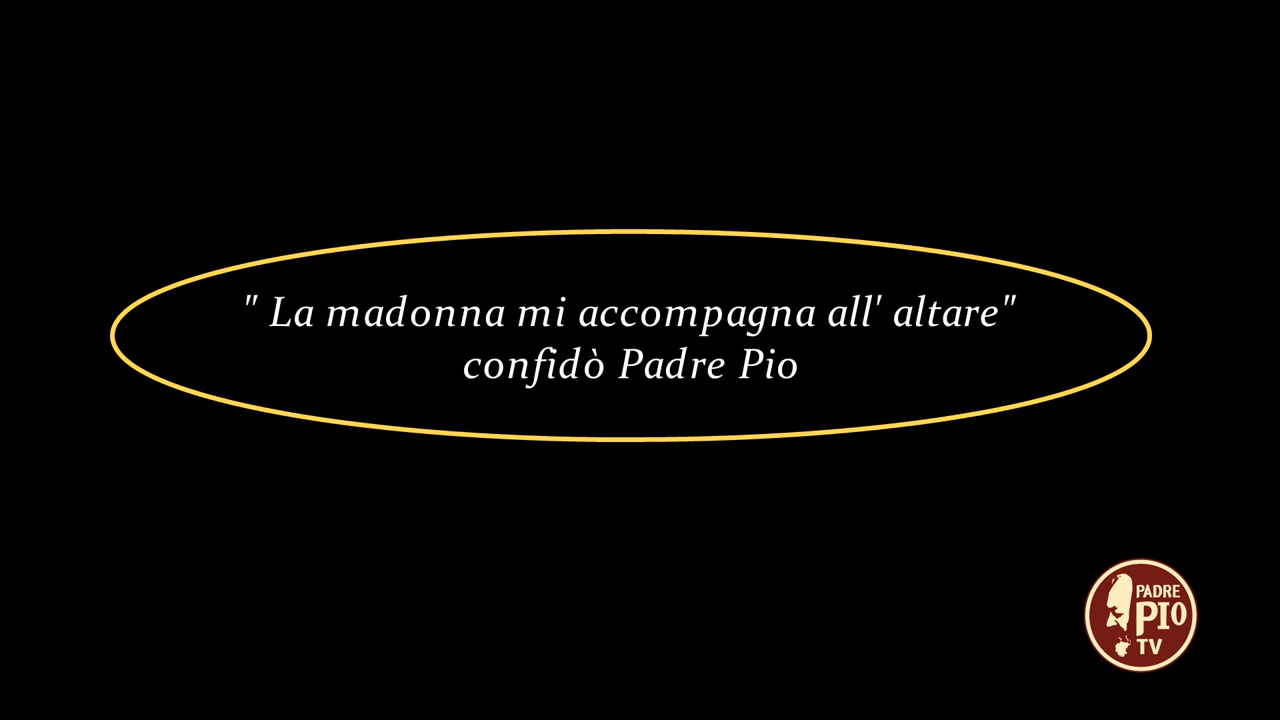 " La madonna mi accompagna all' altare"
confidò Padre Pio
PADRE
PIO
TV